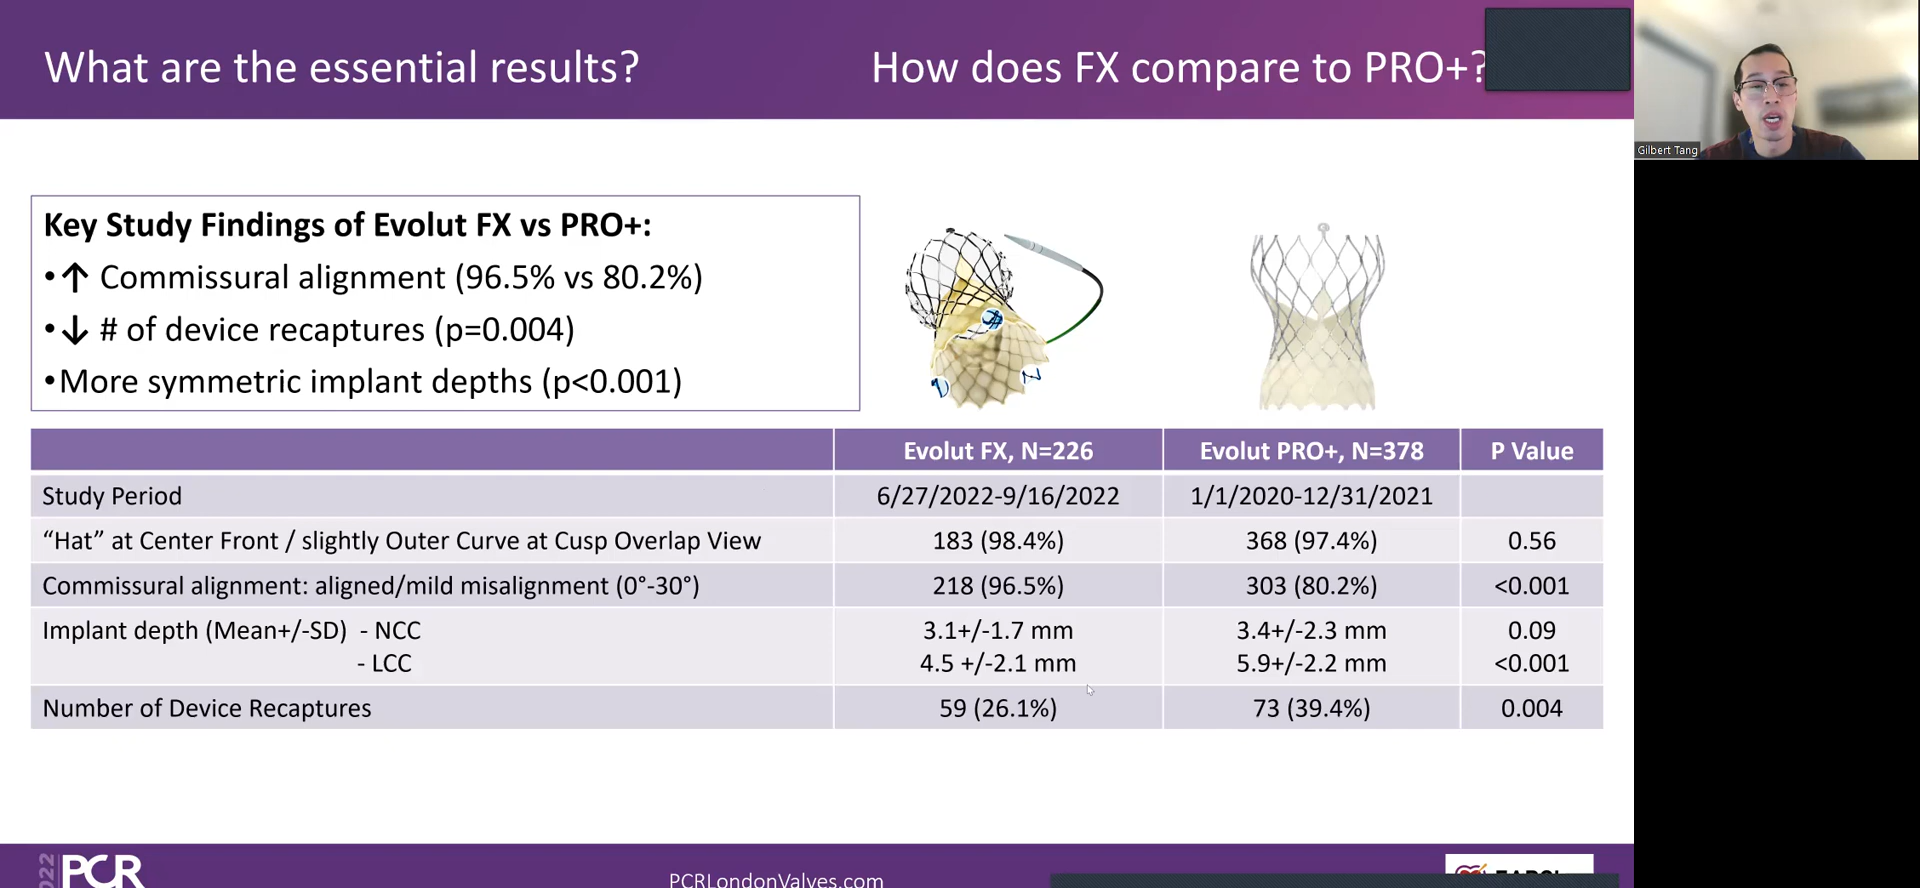 What are the essential results? How does FX compare to PRO+?
Gilbert Tang
Key Study Findings of Evolut FX vs PRO+:
•↑ Commissural alignment (96.5% vs 80.2%)
•↓ # of device recaptures (p=0.004)
•More symmetric implant depths (p<0.001)
Evolut FX, N=226 Evolut PRO+, N=378 P Value
Study Period 6/27/2022-9/16/2022 1/1/2020-12/31/2021
“Hat” at Center Front / slightly Outer Curve at Cusp Overlap View 183 (98.4%) 368 (97.4%) 0.56
Commissural alignment: aligned/mild misalignment (0°-30°) 218 (96.5%) 303 (80.2%) <0.001
Implant depth (Mean+/-SD) - NCC 3.1+/-1.7 mm 3.4+/-2.3 mm 0.09
- LCC 4.5 +/-2.1 mm 5.9+/-2.2 mm <0.001
Number of Device Recaptures 59 (26.1%) 73 (39.4%) 0.004
PCR
PCRLondonValves.com